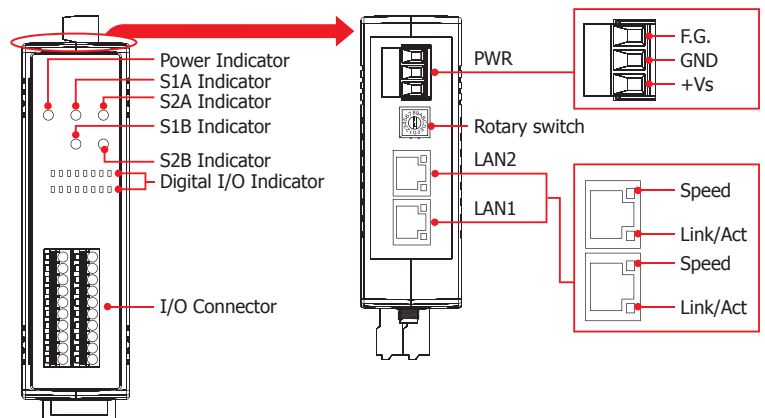 Power Indicator
S1A Indicator
S2A Indicator
S1B Indicator
S2B Indicator
Digital I/O Indicator
I/O Connector
PWR
Rotary switch
LAN2
LAN1
F.G.
GND
+Vs
Speed
Link/Act
Speed
Link/Act